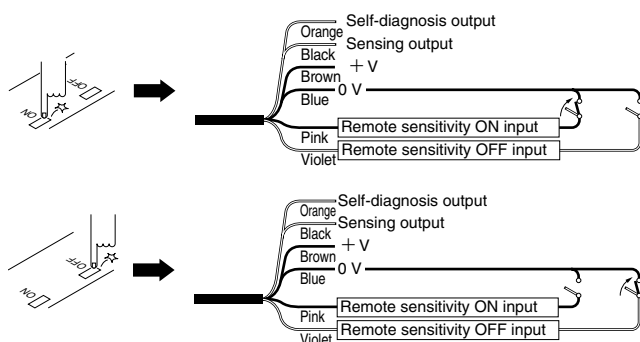 Self-diagnosis output
Orange
Sensing output
Black
+ V
Brown
0 V
Blue
OFF
ON
Remote sensitivity ON input
Pink
Remote sensitivity OFF input
Violet
Self-diagnosis output
Orange
Sensing output
Black
+ V
Brown
0 V
Blue
OFF
ON
Remote sensitivity ON input
Pink
Remote sensitivity OFF input
Violet